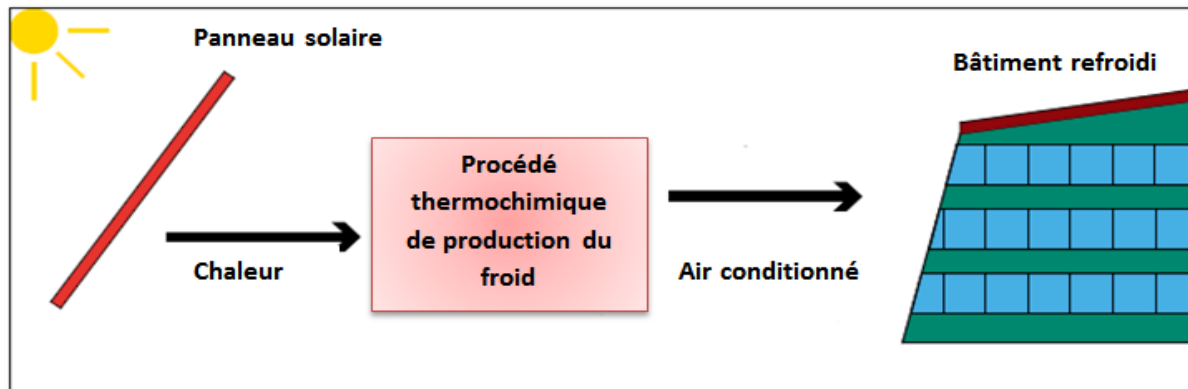 Panneau solaire
Bâtiment refroidi
Procédé
thermochimique
de production du
froid
Chaleur
Air conditionné